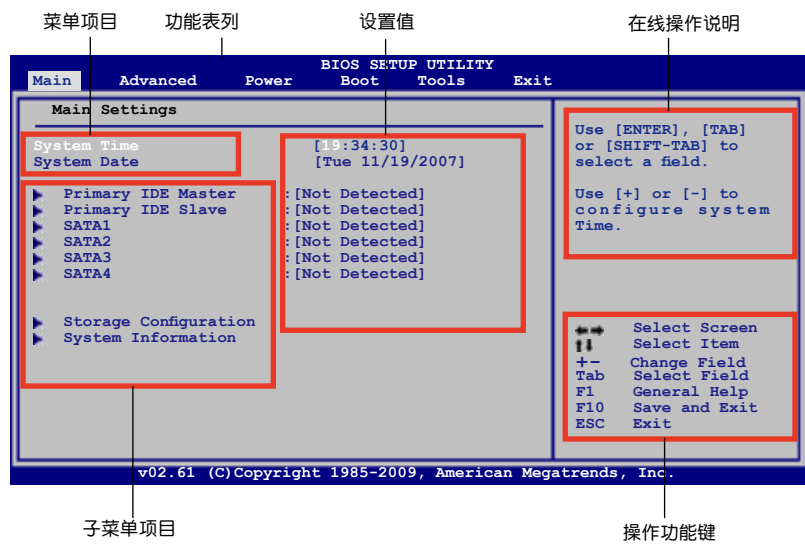 菜单项目 功能表列 设置值 在线操作说明
BIOS SETUP UTILITY
Main Advanced Power Boot Tools Exit
Main Settings
System Time [19:34:30]
System Date [Tue 11/19/2007]
Primary IDE Master :[Not Detected]
Primary IDE Slave :[Not Detected]
SATA1 :[Not Detected]
SATA2 :[Not Detected]
SATA3 :[Not Detected]
SATA4 :[Not Detected]
Storage Configuration
System Information
Use [ENTER], [TAB]
or [SHIFT-TAB] to
select a field.
Use [+] or [-] to
configure system
Time.
←→ Select Screen
↑↓ Select Item
+- Change Field
Tab Select Field
F1 General Help
F10 Save and Exit
ESC Exit
v02.61 (C)Copyright 1985-2009, American Megatrends, Inc.
子菜单项目 操作功能键